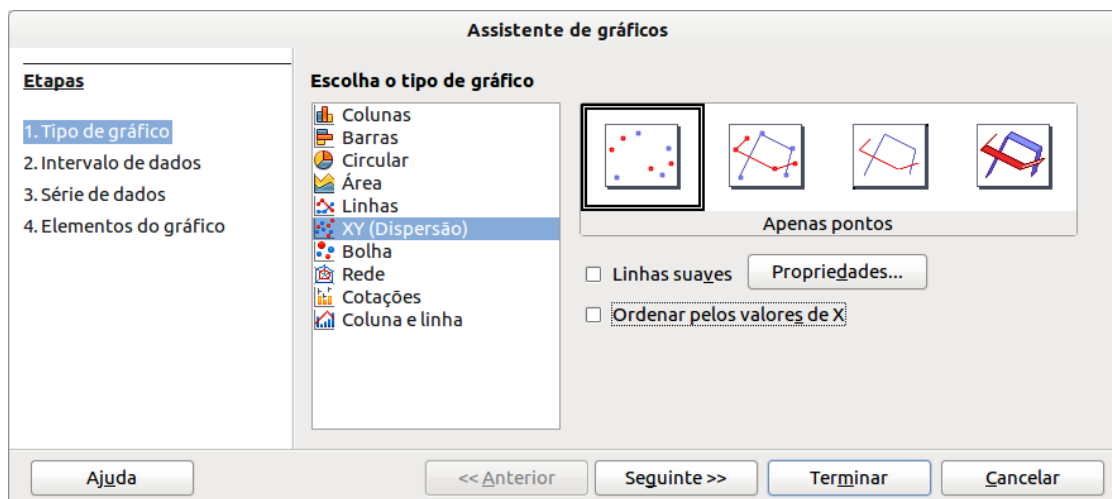 Assistente de gráficos
Etapas
1. Tipo de gráfico
2. Intervalo de dados
3. Série de dados
4. Elementos do gráfico
Escolha o tipo de gráfico
Colunas
Barras
Circular
Área
Linhas
XY (Dispersão)
Bolha
Rede
Cotações
Coluna e linha
Apenas pontos
Linhas suaves Propriedades...
Ordenar pelos valores de X
Ajuda << Anterior Seguinte >> Terminar Cancelar